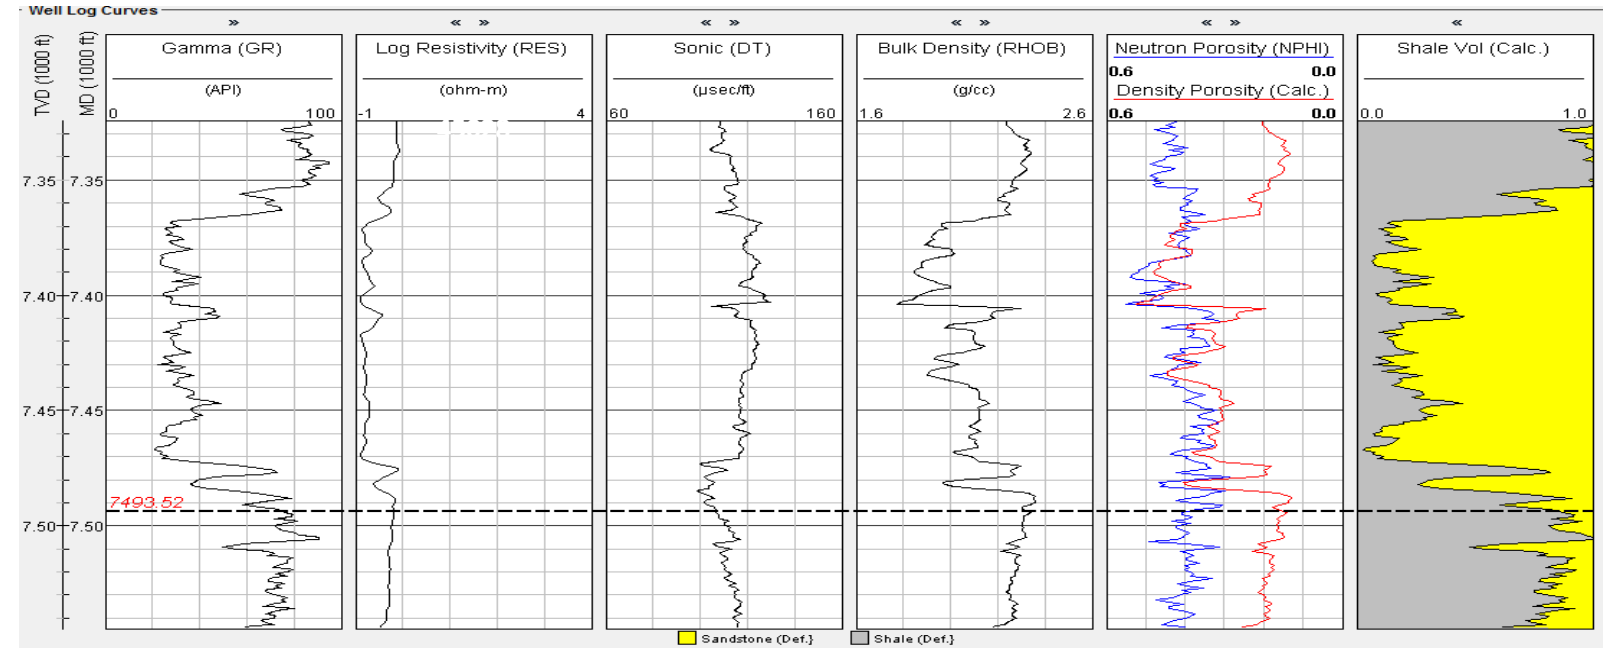 Well Log Curves
» « » « » « » « » «
TVD (1000 ft) MD (1000 ft)
Gamma (GR) Log Resistivity (RES) Sonic (DT) Bulk Density (RHOB) Neutron Porosity (NPHI) Shale Vol (Calc.)
0.6 0.0
(API) (ohm-m) (µsec/ft) (g/cc) Density Porosity (Calc.)
0 100 -1 4 60 160 1.6 2.6 0.6 0.0 0.0 1.0
7.35 7.35
7.40 7.40
7.45 7.45
7493.52
7.50 7.50
Sandstone (Def.} Shale (Def.}